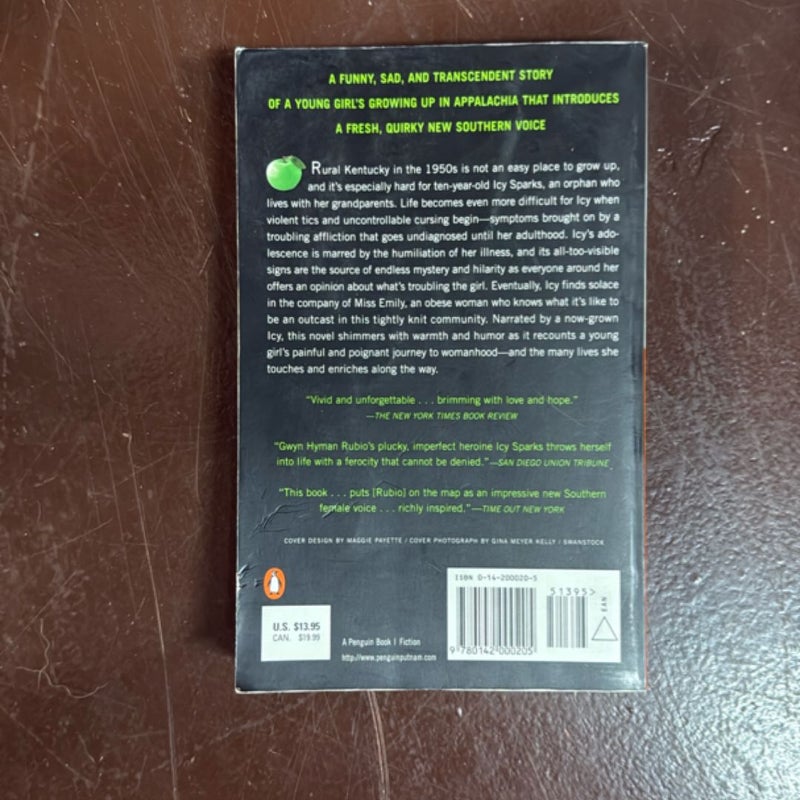 A FUNNY, SAD, AND TRANSCENDENT STORY
OF A YOUNG GIRL'S GROWING UP IN APPALACHIA THAT INTRODUCES
A FRESH, QUIRKY NEW SOUTHERN VOICE
Rural Kentucky in the 1950s is not an easy place to grow up,
and it's especially hard for ten-year-old Icy Sparks, an orphan who
lives with her grandparents. Life becomes even more difficult for Icy when
violent tics and uncontrollable cursing begin—symptoms brought on by a
troubling affliction that goes undiagnosed until her adulthood. Icy's ado-
lescence is marred by the humiliation of her illness, and its all-too-visible
signs are the source of endless mystery and hilarity as everyone around her
offers an opinion about what's troubling the girl. Eventually, Icy finds solace
in the company of Miss Emily, an obese woman who knows what it's like to
be an outcast in this tightly knit community. Narrated by a now-grown
Icy, this novel shimmers with warmth and humor as it recounts a young
girl's painful and poignant journey to womanhood—and the many lives she
touches and enriches along the way.
"Vivid and unforgettable . . . brimming with love and hope."
—THE NEW YORK TIMES BOOK REVIEW
"Gwyn Hyman Rubio's plucky, imperfect heroine Icy Sparks throws herself
into life with a ferocity that cannot be denied."—SAN DIEGO UNION TRIBUNE
"This book . . . puts [Rubio] on the map as an impressive new Southern
female voice . . . richly inspired."—TIME OUT NEW YORK
COVER DESIGN BY MAGGIE PAYETTE / COVER PHOTOGRAPH BY GINA MEYER KELLY / SWANSTOCK
ISBN 0-14-200020-5
51395>
EAN
9 780142 000205
U.S. $13.95
CAN. $19.99
A Penguin Book | Fiction
http://www.penguinputnam.com